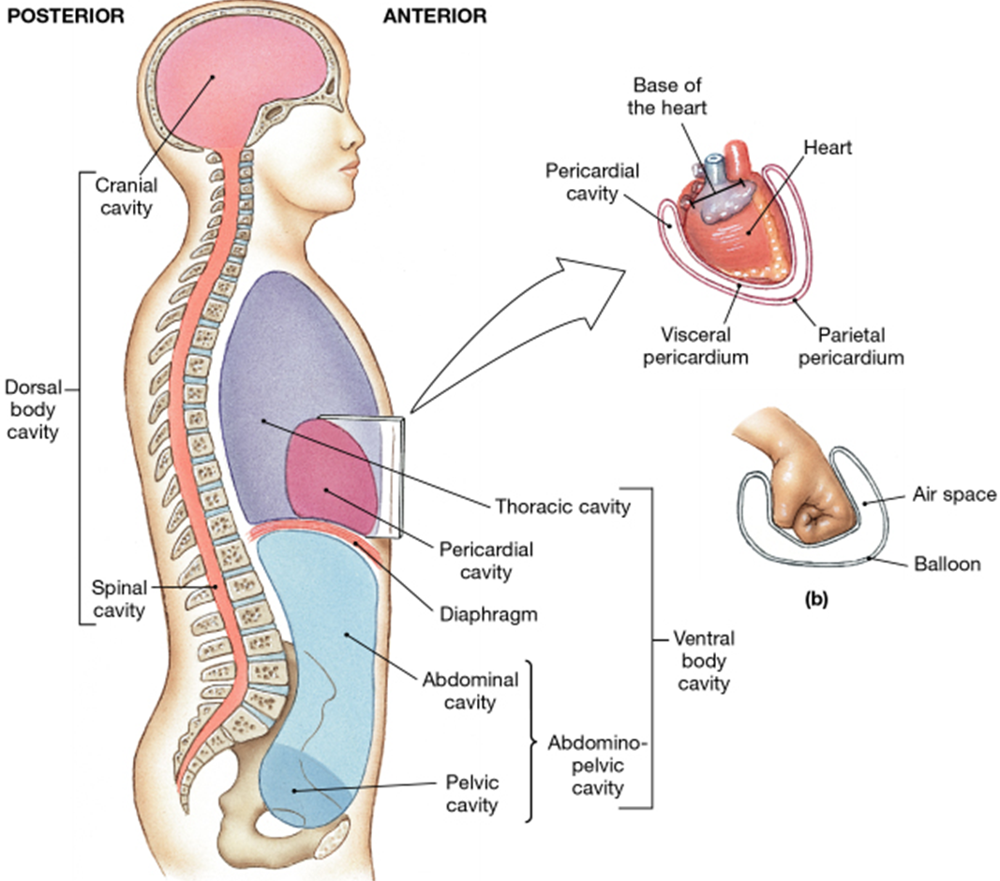 POSTERIOR
ANTERIOR
Cranial
cavity
Dorsal
body
cavity
Spinal
cavity
Base of
the heart
Heart
Pericardial
cavity
Visceral
pericardium
Parietal
pericardium
Air space
Balloon
(b)
Thoracic cavity
Pericardial
cavity
Diaphragm
Abdominal
cavity
Pelvic
cavity
Abdomino-
pelvic
cavity
Ventral
body
cavity